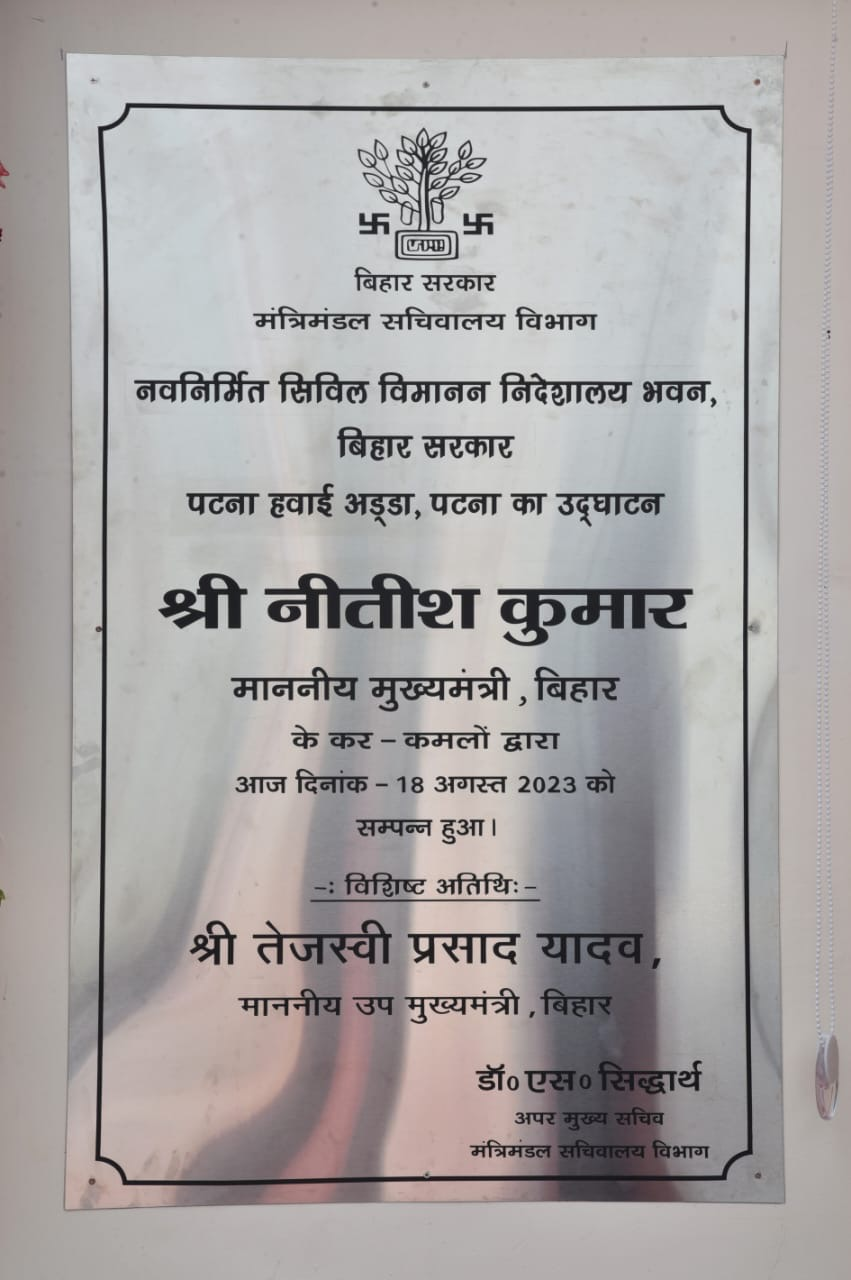 बिहार सरकार
मंत्रिमंडल सचिवालय विभाग
नवनिर्मित सिविल विमानन निदेशालय भवन,
बिहार सरकार
पटना हवाई अड्डा, पटना का उद्घाटन
श्री नीतीश कुमार
माननीय मुख्यमंत्री , बिहार
के कर – कमलों द्वारा
आज दिनांक – 18 अगस्त 2023 को
सम्पन्न हुआ।
–: विशिष्ट अतिथि: –
श्री तेजस्वी प्रसाद यादव,
माननीय उप मुख्यमंत्री , बिहार
डॉ० एस० सिद्धार्थ
अपर मुख्य सचिव
मंत्रिमंडल सचिवालय विभाग